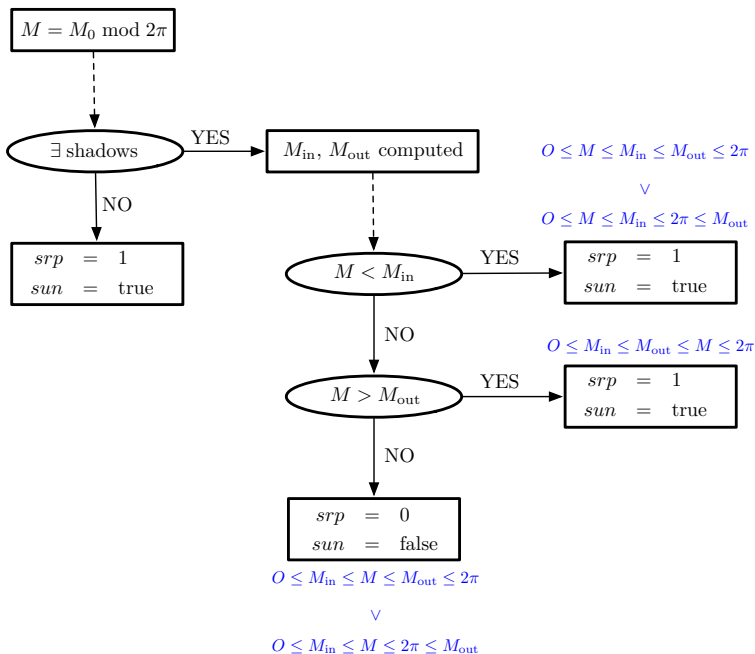 M = M₀ mod 2π
∃ shadows
YES
M_in, M_out computed
O ≤ M ≤ M_in ≤ M_out ≤ 2π
∨
O ≤ M ≤ M_in ≤ 2π ≤ M_out
NO
srp = 1
sun = true
M < M_in
YES
srp = 1
sun = true
NO
O ≤ M_in ≤ M_out ≤ M ≤ 2π
M > M_out
YES
srp = 1
sun = true
NO
srp = 0
sun = false
O ≤ M_in ≤ M ≤ M_out ≤ 2π
∨
O ≤ M_in ≤ M ≤ 2π ≤ M_out